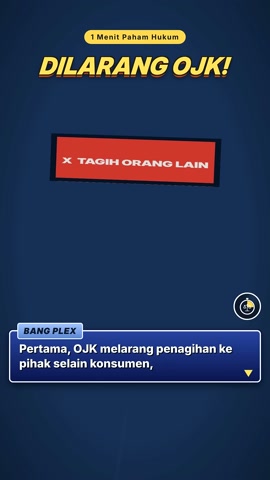 1 Menit Paham Hukum
DILARANG OJK!
X TAGIH ORANG LAIN
BANG PLEX
Pertama, OJK melarang penagihan ke
pihak selain konsumen,